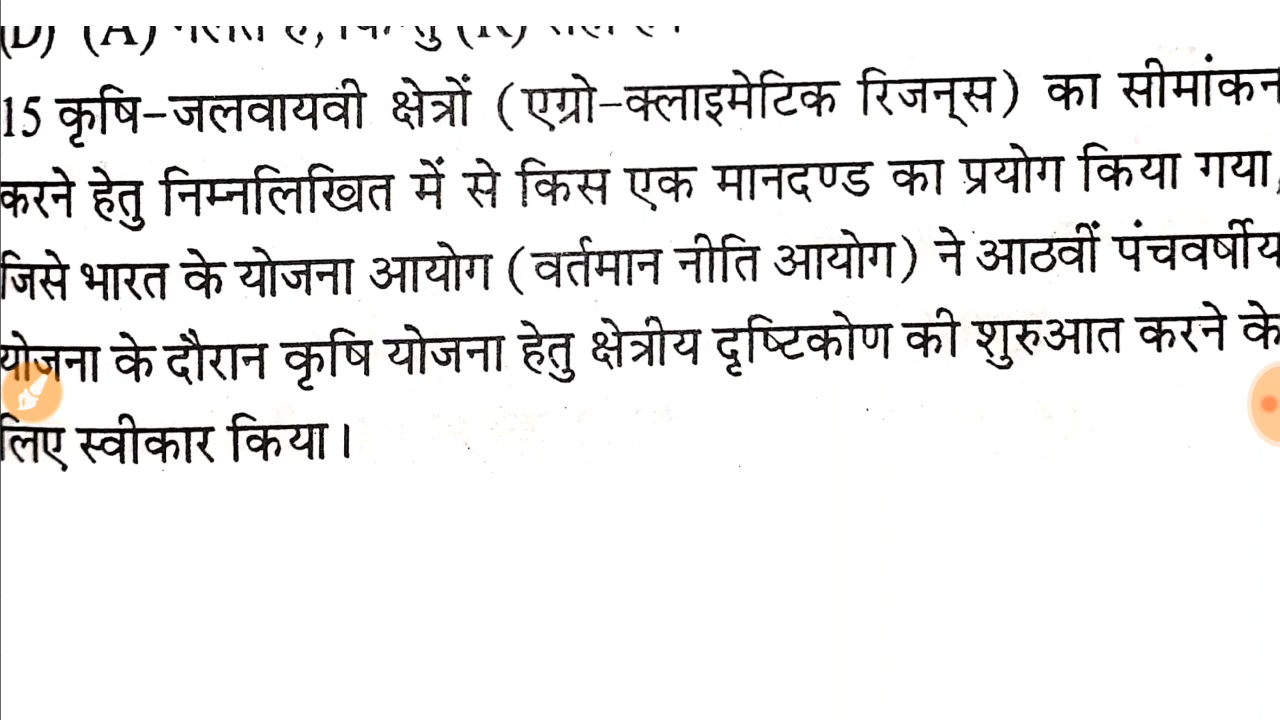 (D) (A)
15 कृषि-जलवायवी क्षेत्रों (एग्रो-क्लाइमेटिक रिजन्‌स) का सीमांकन
करने हेतु निम्नलिखित में से किस एक मानदण्ड का प्रयोग किया गया,
जिसे भारत के योजना आयोग (वर्तमान नीति आयोग) ने आठवीं पंचवर्षीय
योजना के दौरान कृषि योजना हेतु क्षेत्रीय दृष्टिकोण की शुरुआत करने के
लिए स्वीकार किया।